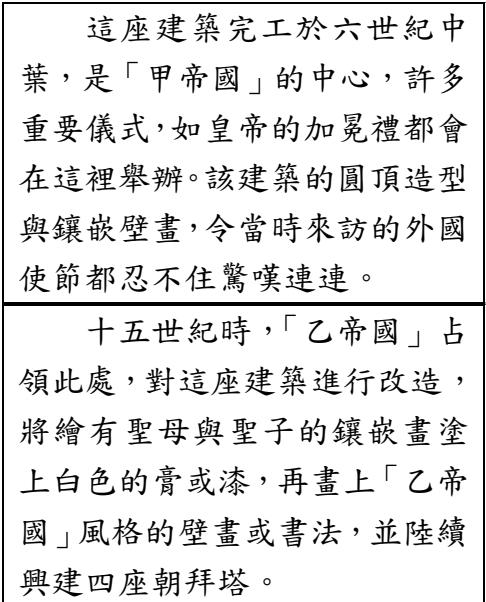 這座建築完工於六世紀中
葉，是「甲帝國」的中心，許多
重要儀式，如皇帝的加冕禮都會
在這裡舉辦。該建築的圓頂造型
與鑲嵌壁畫，令當時來訪的外國
使節都忍不住驚嘆連連。
十五世紀時，「乙帝國」占
領此處，對這座建築進行改造，
將繪有聖母與聖子的鑲嵌畫塗
上白色的膏或漆，再畫上「乙帝
國」風格的壁畫或書法，並陸續
興建四座朝拜塔。